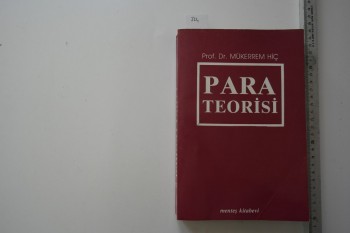 Prof. Dr. MÜKERREM HİÇ
PARA
TEORİSİ
menteş kitabevi